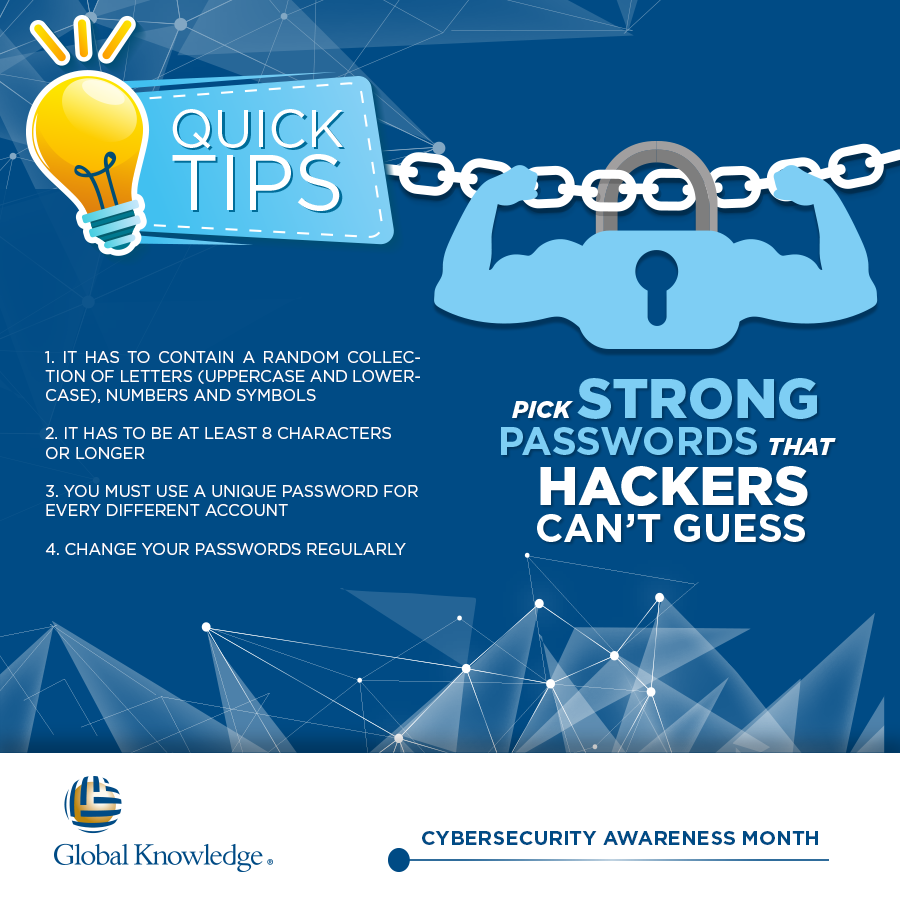 QUICK
TIPS
1. IT HAS TO CONTAIN A RANDOM COLLEC-
TION OF LETTERS (UPPERCASE AND LOWER-
CASE), NUMBERS AND SYMBOLS
2. IT HAS TO BE AT LEAST 8 CHARACTERS
OR LONGER
3. YOU MUST USE A UNIQUE PASSWORD FOR
EVERY DIFFERENT ACCOUNT
4. CHANGE YOUR PASSWORDS REGULARLY
PICK STRONG
PASSWORDS THAT
HACKERS
CAN'T GUESS
Global Knowledge®
CYBERSECURITY AWARENESS MONTH